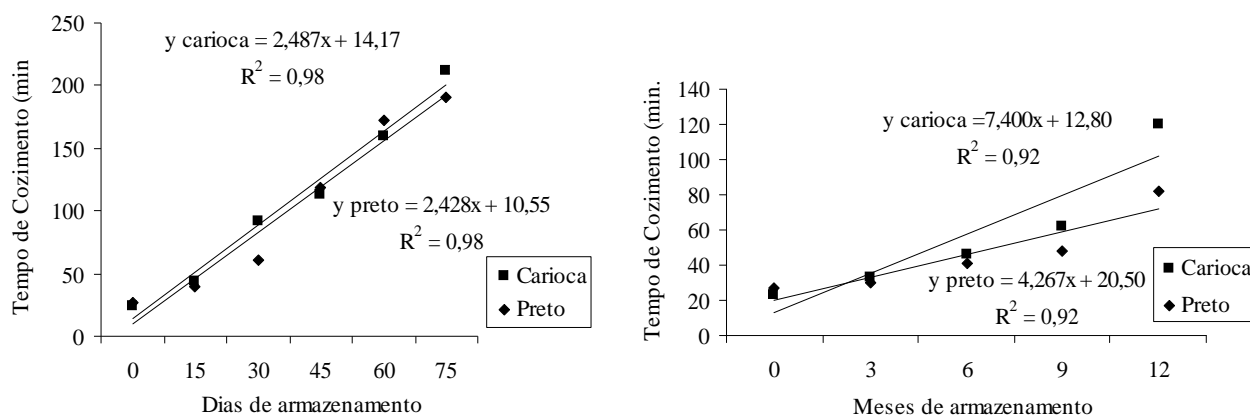 250
200
150
100
50
0
0 15 30 45 60 75
Tempo de Cozimento (min
Dias de armazenamento
y carioca = 2,487x + 14,17
R² = 0,98
y preto = 2,428x + 10,55
R² = 0,98
Carioca
Preto
140
120
100
80
60
40
20
0
0 3 6 9 12
Tempo de Cozimento (min.
Meses de armazenamento
y carioca =7,400x + 12,80
R² = 0,92
y preto = 4,267x + 20,50
R² = 0,92
Carioca
Preto